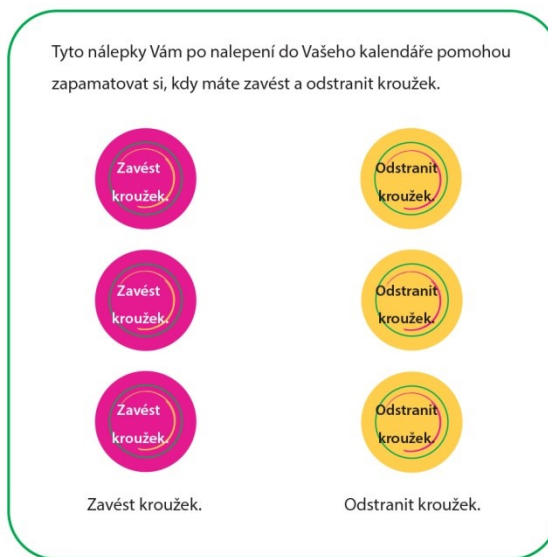 Tyto nálepky Vám po nalepení do Vašeho kalendáře pomohou
zapamatovat si, kdy máte zavést a odstranit kroužek.
Zavést
kroužek.
Odstranit
kroužek.
Zavést
kroužek.
Odstranit
kroužek.
Zavést
kroužek.
Odstranit
kroužek.
Zavést kroužek.
Odstranit kroužek.